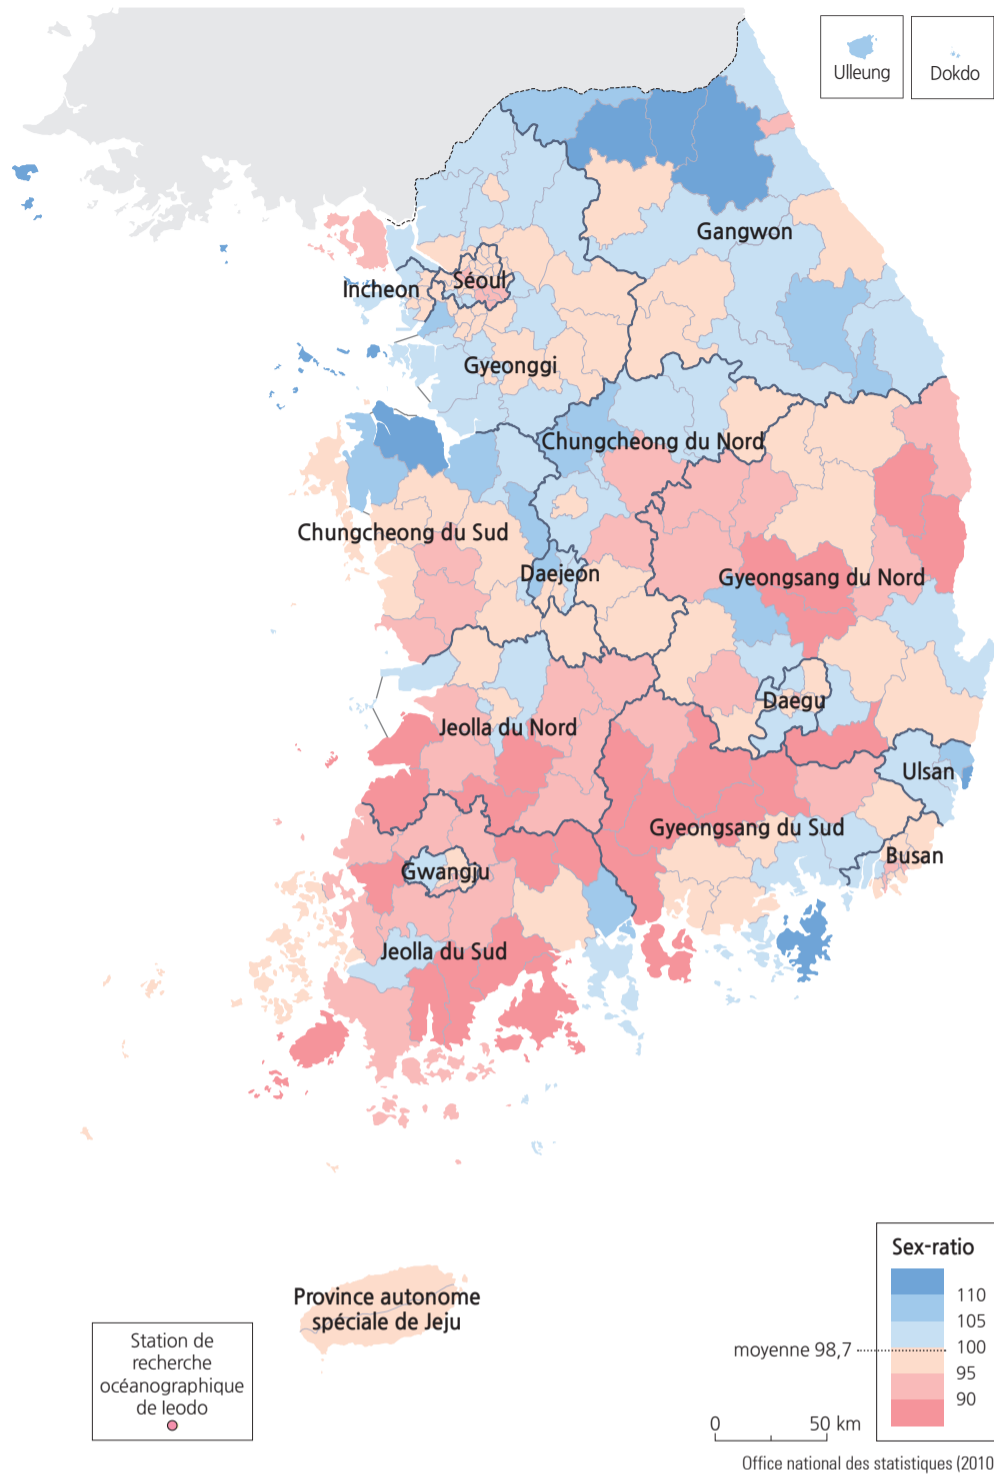 Ulleung
Dokdo
Gangwon
Séoul
Incheon
Gyeonggi
Chungcheong du Nord
Chungcheong du Sud
Daejeon
Gyeongsang du Nord
Daegu
Jeolla du Nord
Ulsan
Gyeongsang du Sud
Busan
Gwangju
Jeolla du Sud
Province autonome
spéciale de Jeju
Station de
recherche
océanographique
de Ieodo
Sex-ratio
110
105
100
moyenne 98,7
95
90
0 50 km
Office national des statistiques (2010